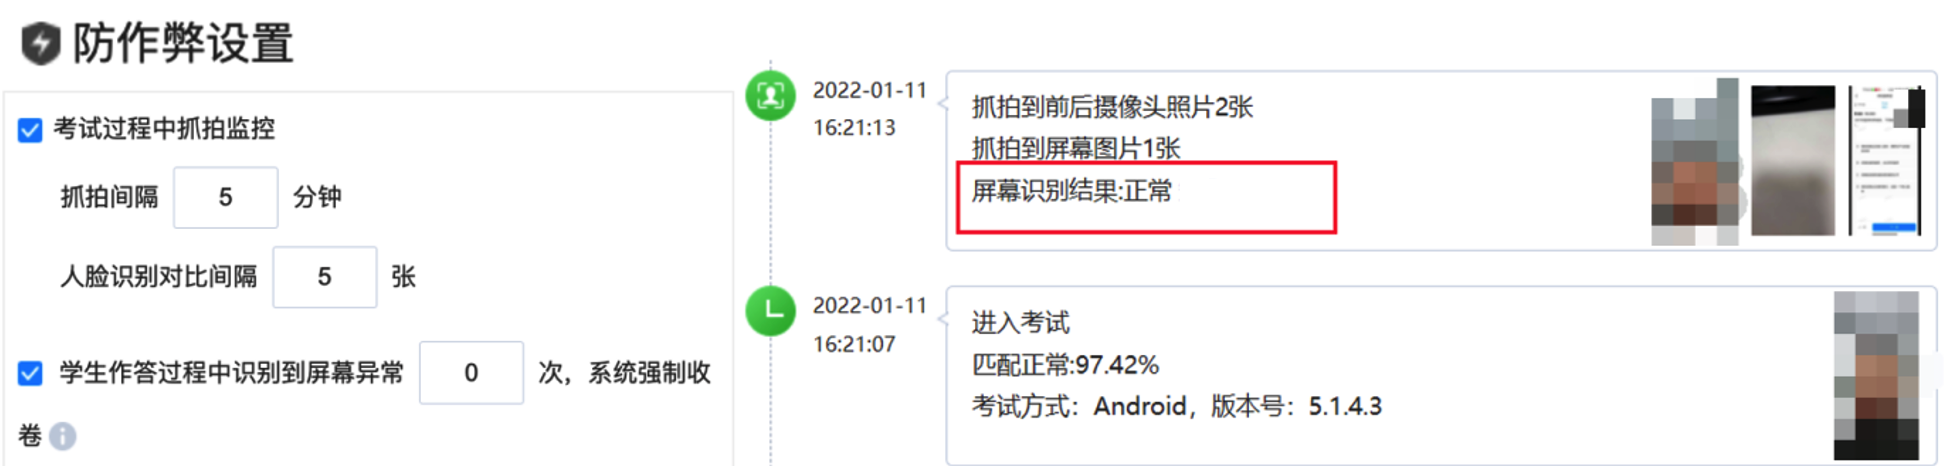 防作弊设置
考试过程中抓拍监控
抓拍间隔 5 分钟
人脸识别对比间隔 5 张
学生作答过程中识别到屏幕异常 0 次，系统强制收
卷
2022-01-11
16:21:13
抓拍到前后摄像头照片2张
抓拍到屏幕图片1张
屏幕识别结果:正常
2022-01-11
16:21:07
进入考试
匹配正常:97.42%
考试方式：Android，版本号：5.1.4.3